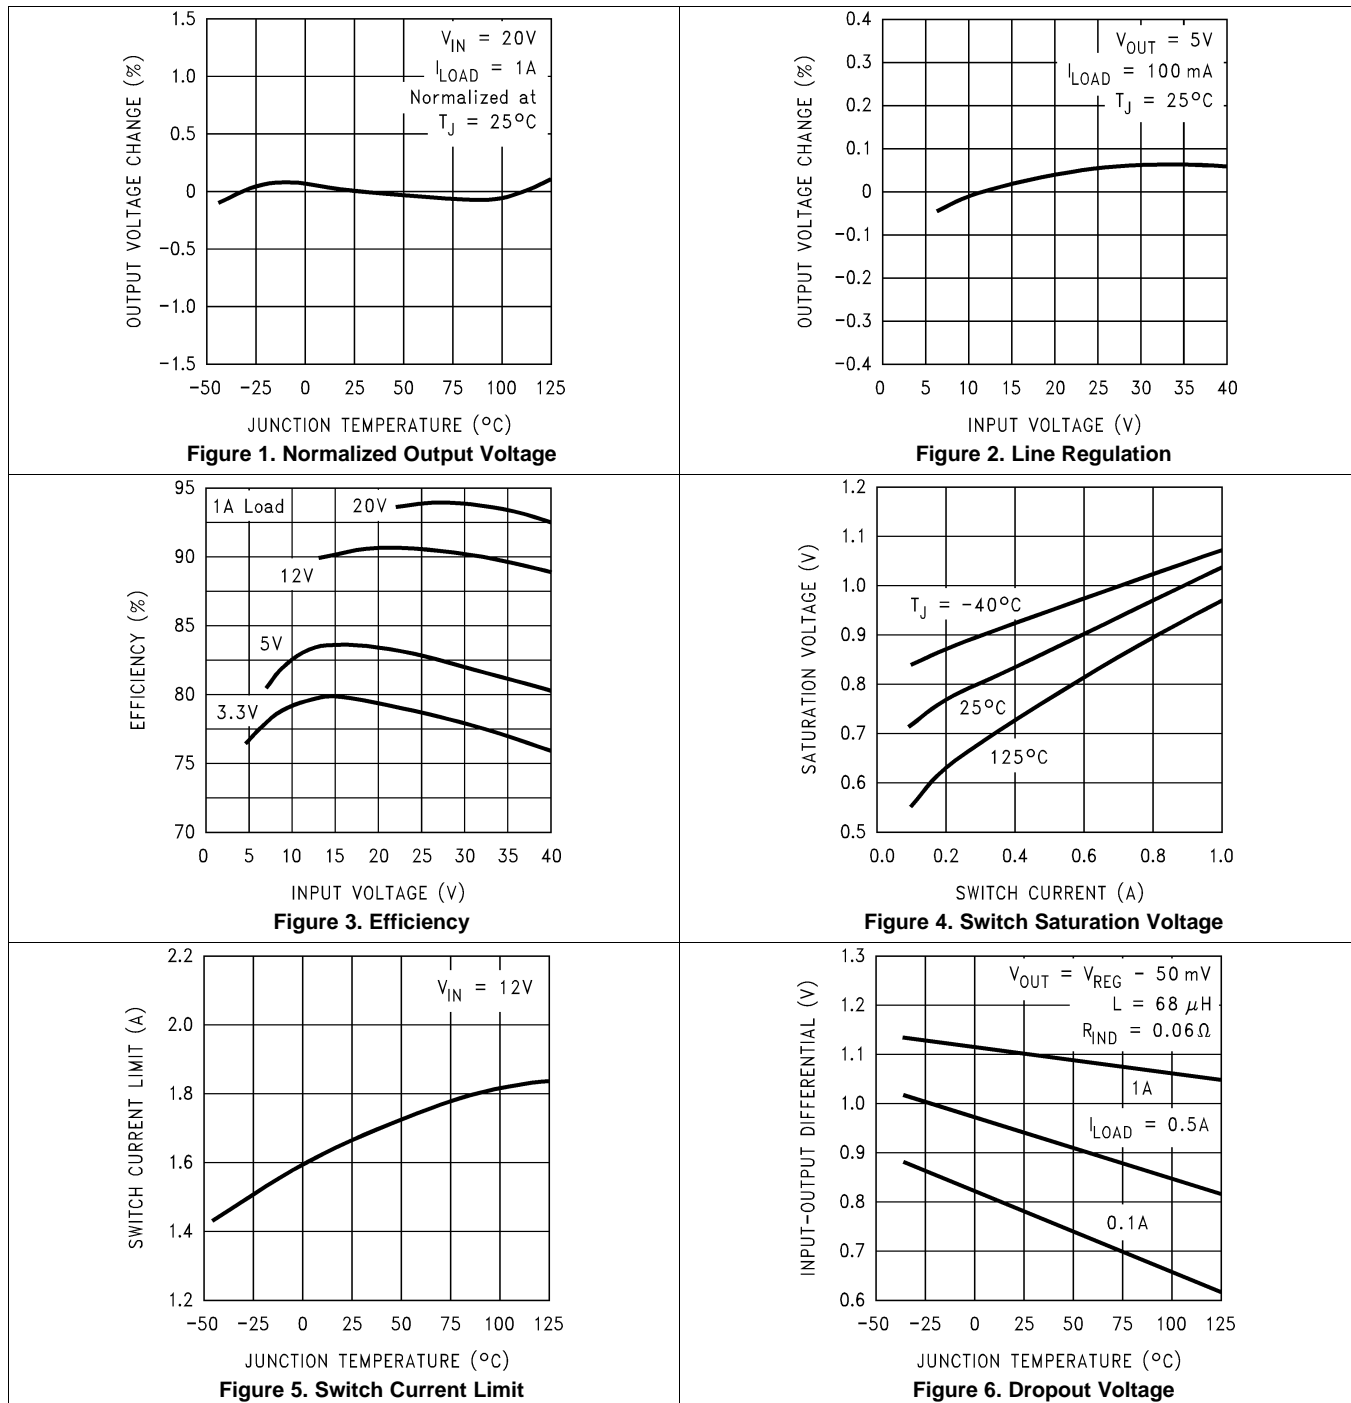 OUTPUT VOLTAGE CHANGE (%)
1.5
1.0
0.5
0
−0.5
−1.0
−1.5
V_IN = 20V
I_LOAD = 1A
Normalized at
T_J = 25°C
−50 −25 0 25 50 75 100 125
JUNCTION TEMPERATURE (°C)
Figure 1. Normalized Output Voltage
OUTPUT VOLTAGE CHANGE (%)
0.4
0.3
0.2
0.1
0
−0.1
−0.2
−0.3
−0.4
V_OUT = 5V
I_LOAD = 100 mA
T_J = 25°C
0 5 10 15 20 25 30 35 40
INPUT VOLTAGE (V)
Figure 2. Line Regulation
EFFICIENCY (%)
95
90
85
80
75
70
1A Load
20V
12V
5V
3.3V
0 5 10 15 20 25 30 35 40
INPUT VOLTAGE (V)
Figure 3. Efficiency
SATURATION VOLTAGE (V)
1.2
1.1
1.0
0.9
0.8
0.7
0.6
0.5
T_J = −40°C
25°C
125°C
0.0 0.2 0.4 0.6 0.8 1.0
SWITCH CURRENT (A)
Figure 4. Switch Saturation Voltage
SWITCH CURRENT LIMIT (A)
2.2
2.0
1.8
1.6
1.4
1.2
V_IN = 12V
−50 −25 0 25 50 75 100 125
JUNCTION TEMPERATURE (°C)
Figure 5. Switch Current Limit
INPUT−OUTPUT DIFFERENTIAL (V)
1.3
1.2
1.1
1.0
0.9
0.8
0.7
0.6
V_OUT = V_REG - 50 mV
L = 68 μH
R_IND = 0.06Ω
1A
I_LOAD = 0.5A
0.1A
−50 −25 0 25 50 75 100 125
JUNCTION TEMPERATURE (°C)
Figure 6. Dropout Voltage